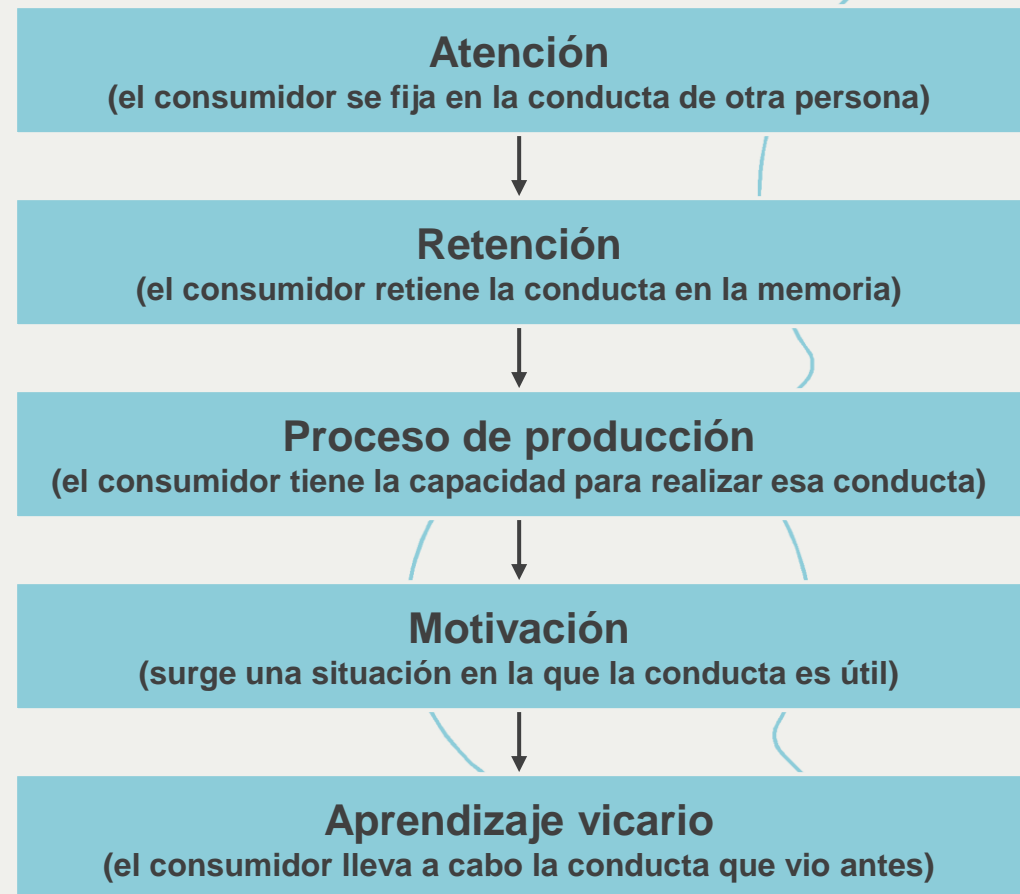 Atención
(el consumidor se fija en la conducta de otra persona)
Retención
(el consumidor retiene la conducta en la memoria)
Proceso de producción
(el consumidor tiene la capacidad para realizar esa conducta)
Motivación
(surge una situación en la que la conducta es útil)
Aprendizaje vicario
(el consumidor lleva a cabo la conducta que vio antes)